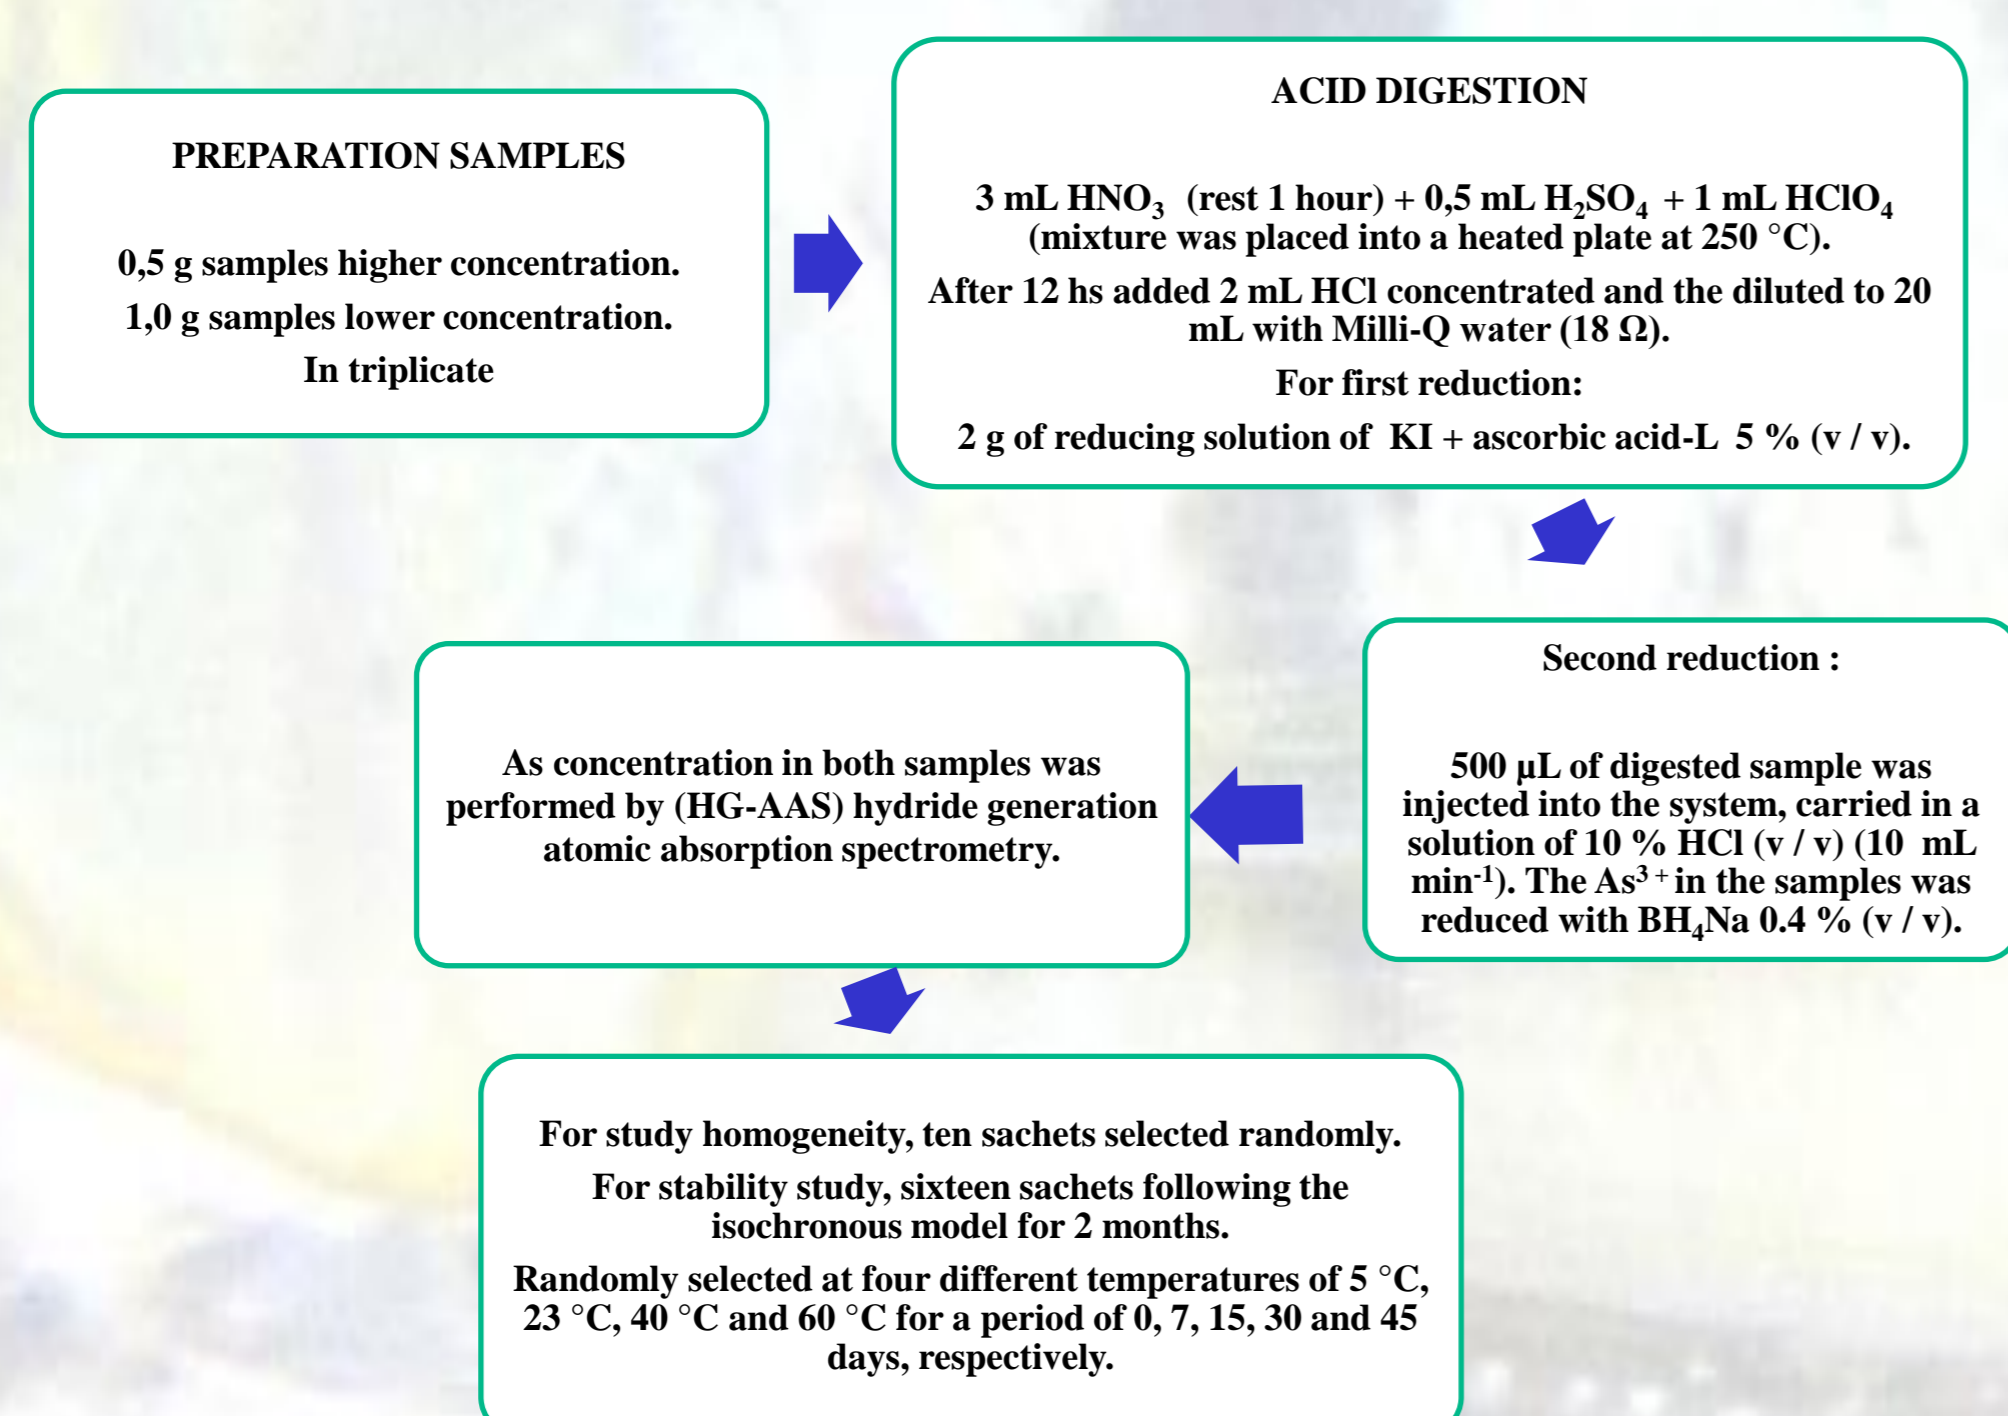 PREPARATION SAMPLES
0,5 g samples higher concentration.
1,0 g samples lower concentration.
In triplicate
ACID DIGESTION
3 mL HNO₃ (rest 1 hour) + 0,5 mL H₂SO₄ + 1 mL HClO₄
(mixture was placed into a heated plate at 250 °C).
After 12 hs added 2 mL HCl concentrated and the diluted to 20
mL with Milli-Q water (18 Ω).
For first reduction:
2 g of reducing solution of KI + ascorbic acid-L 5 % (v / v).
Second reduction :
500 µL of digested sample was
injected into the system, carried in a
solution of 10 % HCl (v / v) (10 mL
min⁻¹). The As³⁺ in the samples was
reduced with BH₄Na 0.4 % (v / v).
As concentration in both samples was
performed by (HG-AAS) hydride generation
atomic absorption spectrometry.
For study homogeneity, ten sachets selected randomly.
For stability study, sixteen sachets following the
isochronous model for 2 months.
Randomly selected at four different temperatures of 5 °C,
23 °C, 40 °C and 60 °C for a period of 0, 7, 15, 30 and 45
days, respectively.